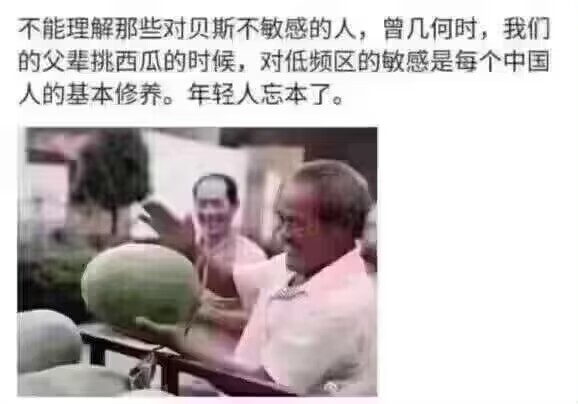 不能理解那些对贝斯不敏感的人，曾几何时，我们
的父辈挑西瓜的时候，对低频区的敏感是每个中国
人的基本修养。年轻人忘本了。